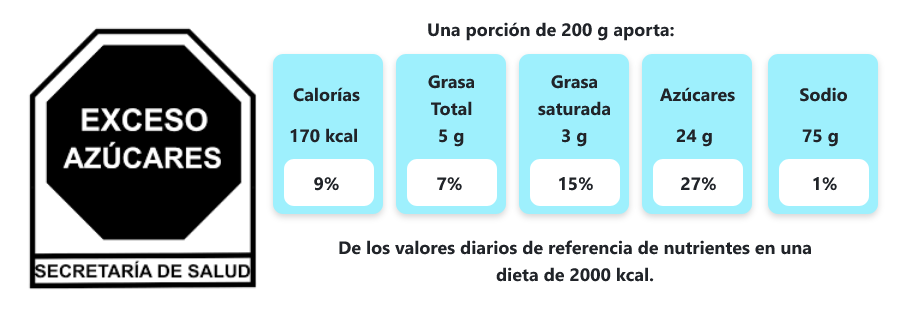 EXCESO
AZÚCARES
SECRETARÍA DE SALUD
Una porción de 200 g aporta:
Calorías
170 kcal
9%
Grasa
Total
5 g
7%
Grasa
saturada
3 g
15%
Azúcares
24 g
27%
Sodio
75 g
1%
De los valores diarios de referencia de nutrientes en una
dieta de 2000 kcal.